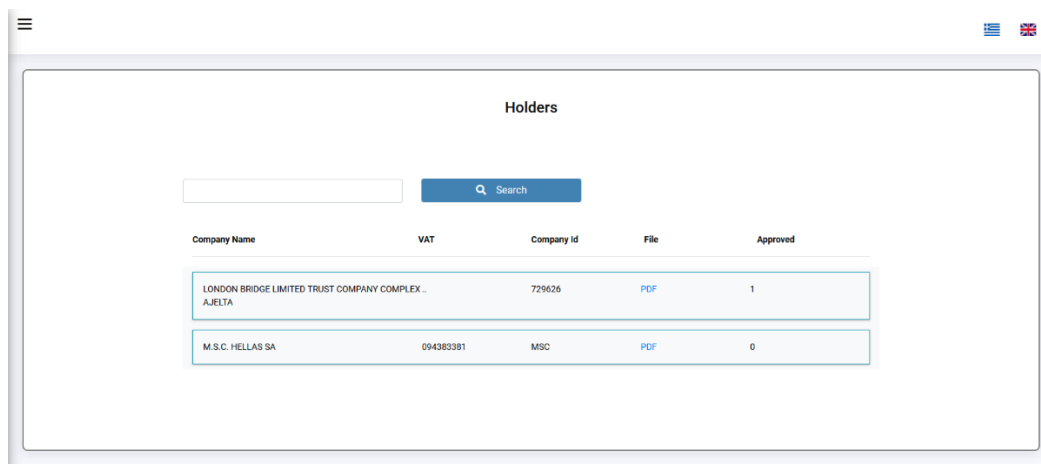 Holders
Search
Company Name VAT Company Id File Approved
LONDON BRIDGE LIMITED TRUST COMPANY COMPLEX .. 729626 PDF 1
AJELTA
M.S.C. HELLAS SA 094383381 MSC PDF 0